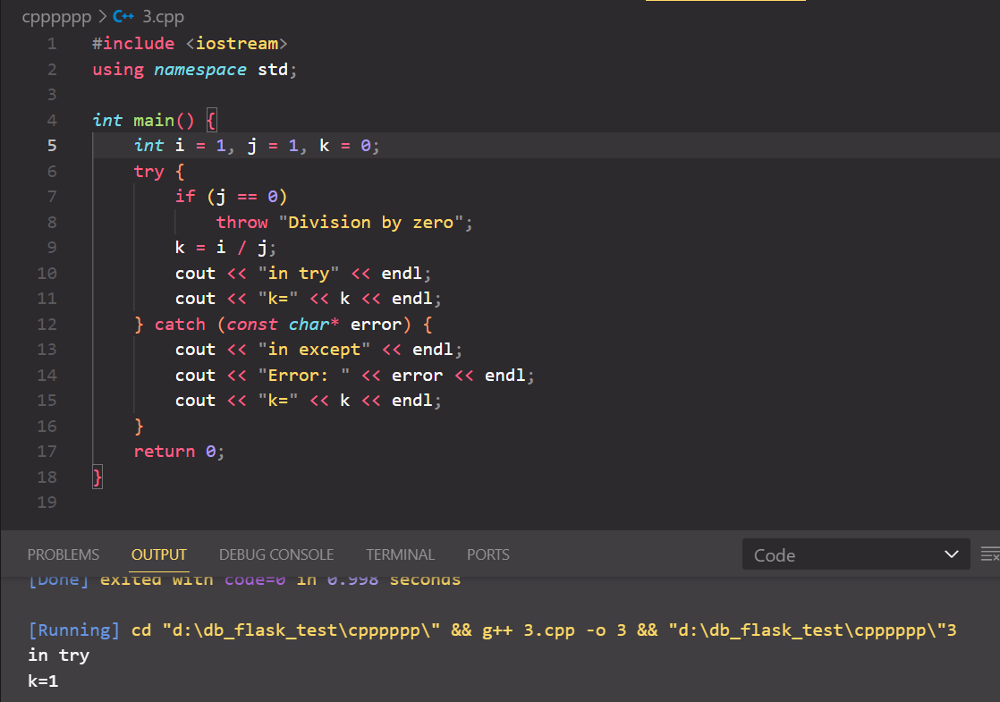 cpppppp > C++ 3.cpp
1 #include <iostream>
2 using namespace std;
3
4 int main() {
5     int i = 1, j = 1, k = 0;
6     try {
7         if (j == 0)
8             throw "Division by zero";
9         k = i / j;
10         cout << "in try" << endl;
11         cout << "k=" << k << endl;
12     } catch (const char* error) {
13         cout << "in except" << endl;
14         cout << "Error: " << error << endl;
15         cout << "k=" << k << endl;
16     }
17     return 0;
18 }
19
PROBLEMS OUTPUT DEBUG CONSOLE TERMINAL PORTS Code
[Done] exited with code=0 in 0.998 seconds
[Running] cd "d:\db_flask_test\cpppppp\" && g++ 3.cpp -o 3 && "d:\db_flask_test\cpppppp\"3
in try
k=1